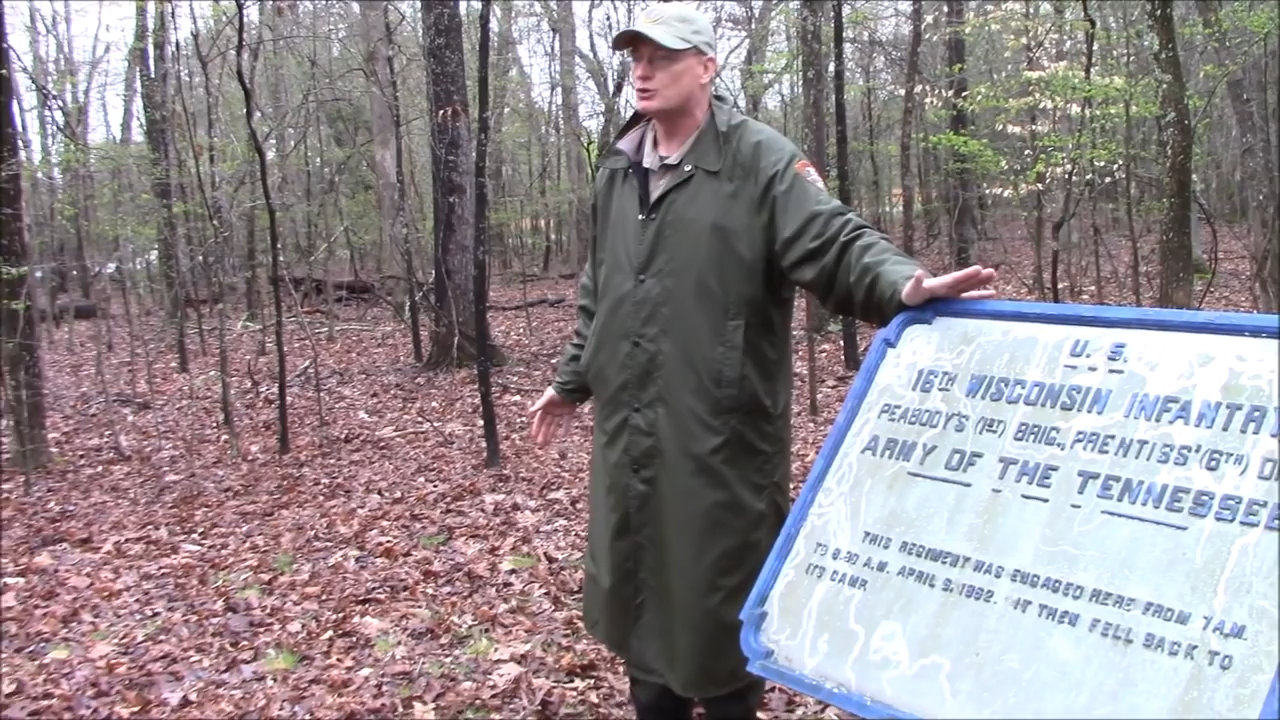 U. S.
16TH WISCONSIN INFANTRY
PEABODY'S (1ST) BRIG., PRENTISS' (6TH) D
ARMY OF THE TENNESSEE
THIS REGIMENT WAS ENGAGED HERE FROM 7 A.M.
TO 8.30 A.M. APRIL 6, 1862. IT THEN FELL BACK TO
ITS CAMP